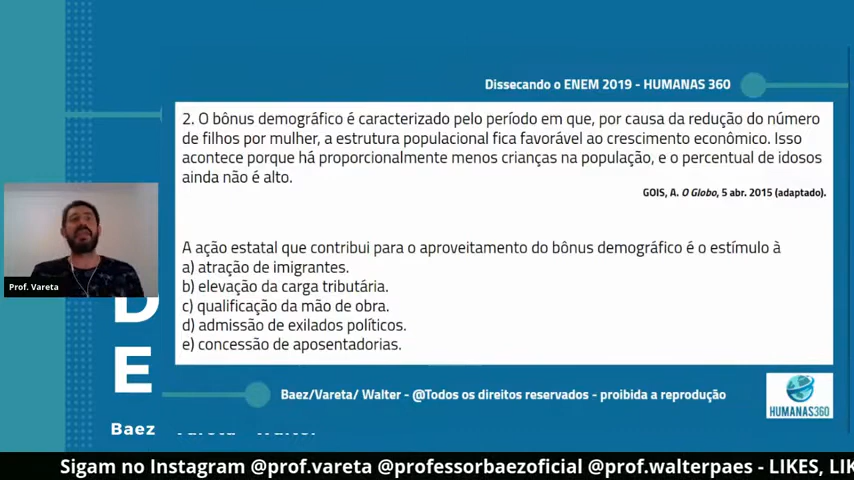 Dissecando o ENEM 2019 - HUMANAS 360
2. O bônus demográfico é caracterizado pelo período em que, por causa da redução do número
de filhos por mulher, a estrutura populacional fica favorável ao crescimento econômico. Isso
acontece porque há proporcionalmente menos crianças na população, e o percentual de idosos
ainda não é alto.
GOIS, A. O Globo, 5 abr. 2015 (adaptado).
A ação estatal que contribui para o aproveitamento do bônus demográfico é o estímulo à
a) atração de imigrantes.
b) elevação da carga tributária.
c) qualificação da mão de obra.
d) admissão de exilados políticos.
e) concessão de aposentadorias.
Prof. Vareta
D
E
Baez/Vareta/ Walter - @Todos os direitos reservados - proibida a reprodução
HUMANAS360
Baez
Sigam no Instagram @prof.vareta @professorbaezoficial @prof.walterpaes - LIKES, LIK